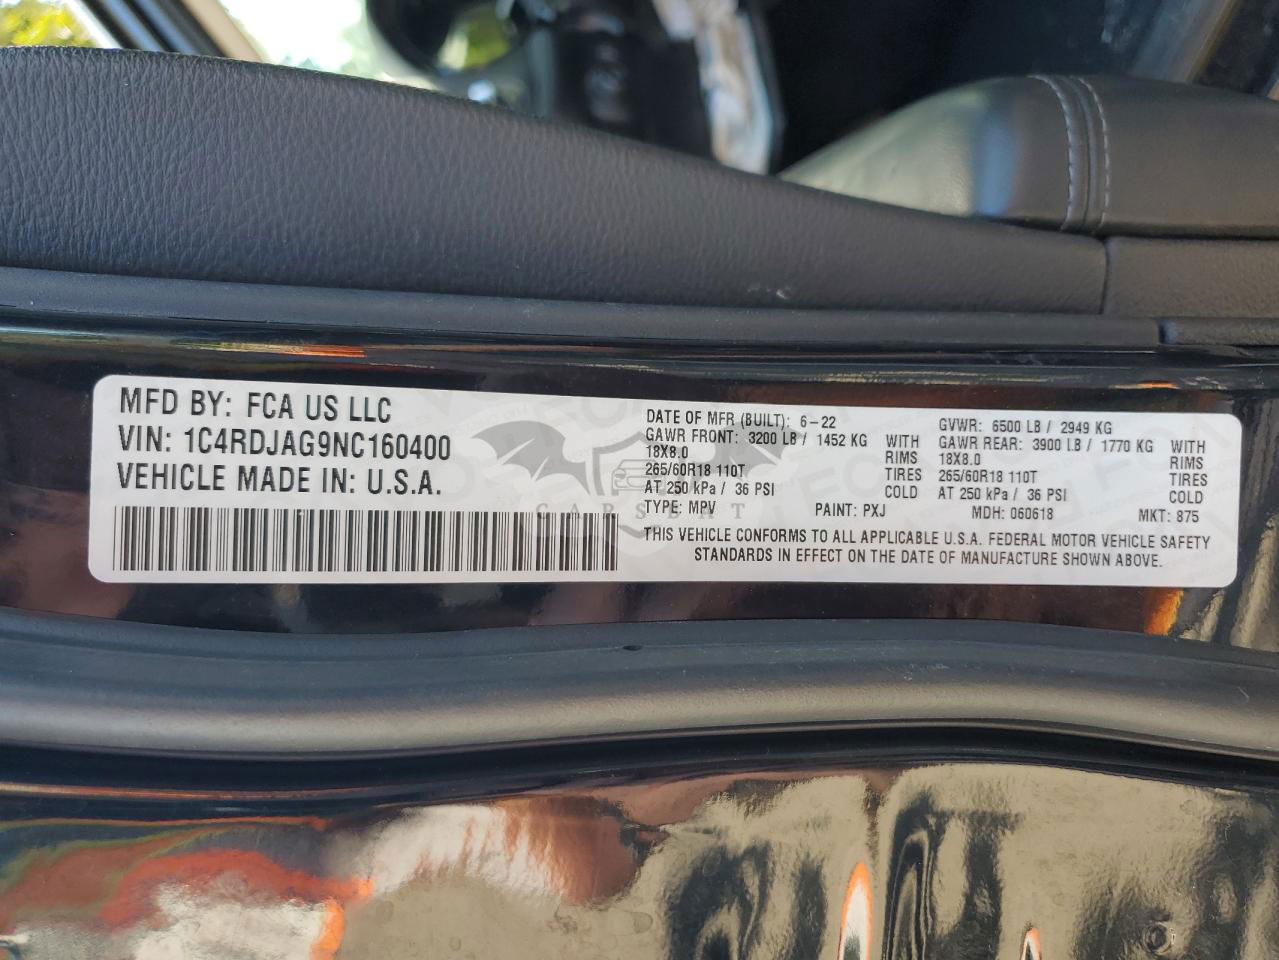 MFD BY: FCA US LLC
VIN: 1C4RDJAG9NC160400
VEHICLE MADE IN: U.S.A.
DATE OF MFR (BUILT): 6-22
GAWR FRONT: 3200 LB / 1452 KG WITH
18X8.0 RIMS
265/60R18 110T TIRES
AT 250 kPa / 36 PSI COLD
TYPE: MPV PAINT: PXJ
GVWR: 6500 LB / 2949 KG
GAWR REAR: 3900 LB / 1770 KG WITH
18X8.0 RIMS
265/60R18 110T TIRES
AT 250 kPa / 36 PSI COLD
MDH: 060618 MKT: 875
THIS VEHICLE CONFORMS TO ALL APPLICABLE U.S.A. FEDERAL MOTOR VEHICLE SAFETY
STANDARDS IN EFFECT ON THE DATE OF MANUFACTURE SHOWN ABOVE.
CARSBAT